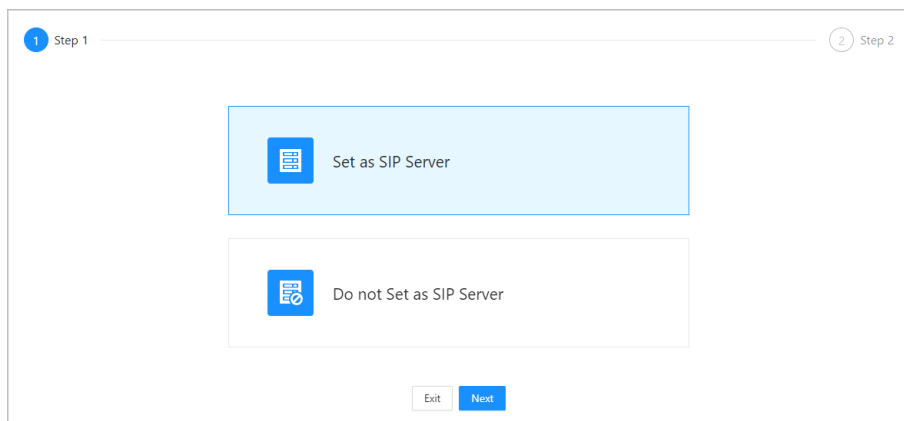 1 Step 1
2 Step 2
Set as SIP Server
Do not Set as SIP Server
Exit Next